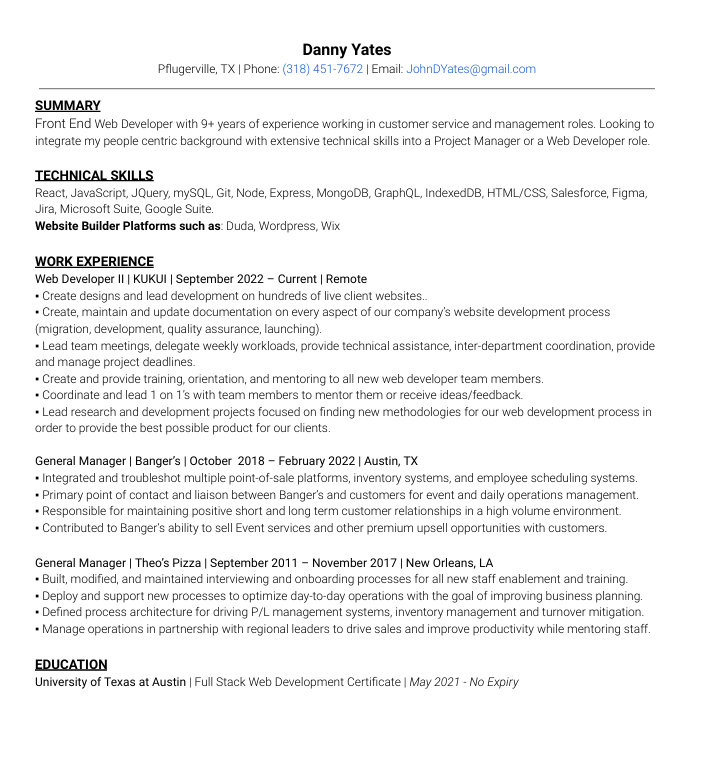 Danny Yates
Pflugerville, TX | Phone: (318) 451-7672 | Email: JohnDYates@gmail.com
SUMMARY
Front End Web Developer with 9+ years of experience working in customer service and management roles. Looking to
integrate my people centric background with extensive technical skills into a Project Manager or a Web Developer role.
TECHNICAL SKILLS
React, JavaScript, JQuery, mySQL, Git, Node, Express, MongoDB, GraphQL, IndexedDB, HTML/CSS, Salesforce, Figma,
Jira, Microsoft Suite, Google Suite.
Website Builder Platforms such as: Duda, Wordpress, Wix
WORK EXPERIENCE
Web Developer II | KUKUI | September 2022 – Current | Remote
▪ Create designs and lead development on hundreds of live client websites..
▪ Create, maintain and update documentation on every aspect of our company's website development process
(migration, development, quality assurance, launching).
▪ Lead team meetings, delegate weekly workloads, provide technical assistance, inter-department coordination, provide
and manage project deadlines.
▪ Create and provide training, orientation, and mentoring to all new web developer team members.
▪ Coordinate and lead 1 on 1's with team members to mentor them or receive ideas/feedback.
▪ Lead research and development projects focused on finding new methodologies for our web development process in
order to provide the best possible product for our clients.
General Manager | Banger's | October  2018 – February 2022 | Austin, TX
▪ Integrated and troubleshot multiple point-of-sale platforms, inventory systems, and employee scheduling systems.
▪ Primary point of contact and liaison between Banger's and customers for event and daily operations management.
▪ Responsible for maintaining positive short and long term customer relationships in a high volume environment.
▪ Contributed to Banger's ability to sell Event services and other premium upsell opportunities with customers.
General Manager | Theo's Pizza | September 2011 – November 2017 | New Orleans, LA
▪ Built, modified, and maintained interviewing and onboarding processes for all new staff enablement and training.
▪ Deploy and support new processes to optimize day-to-day operations with the goal of improving business planning.
▪ Defined process architecture for driving P/L management systems, inventory management and turnover mitigation.
▪ Manage operations in partnership with regional leaders to drive sales and improve productivity while mentoring staff.
EDUCATION
University of Texas at Austin | Full Stack Web Development Certificate | May 2021 - No Expiry